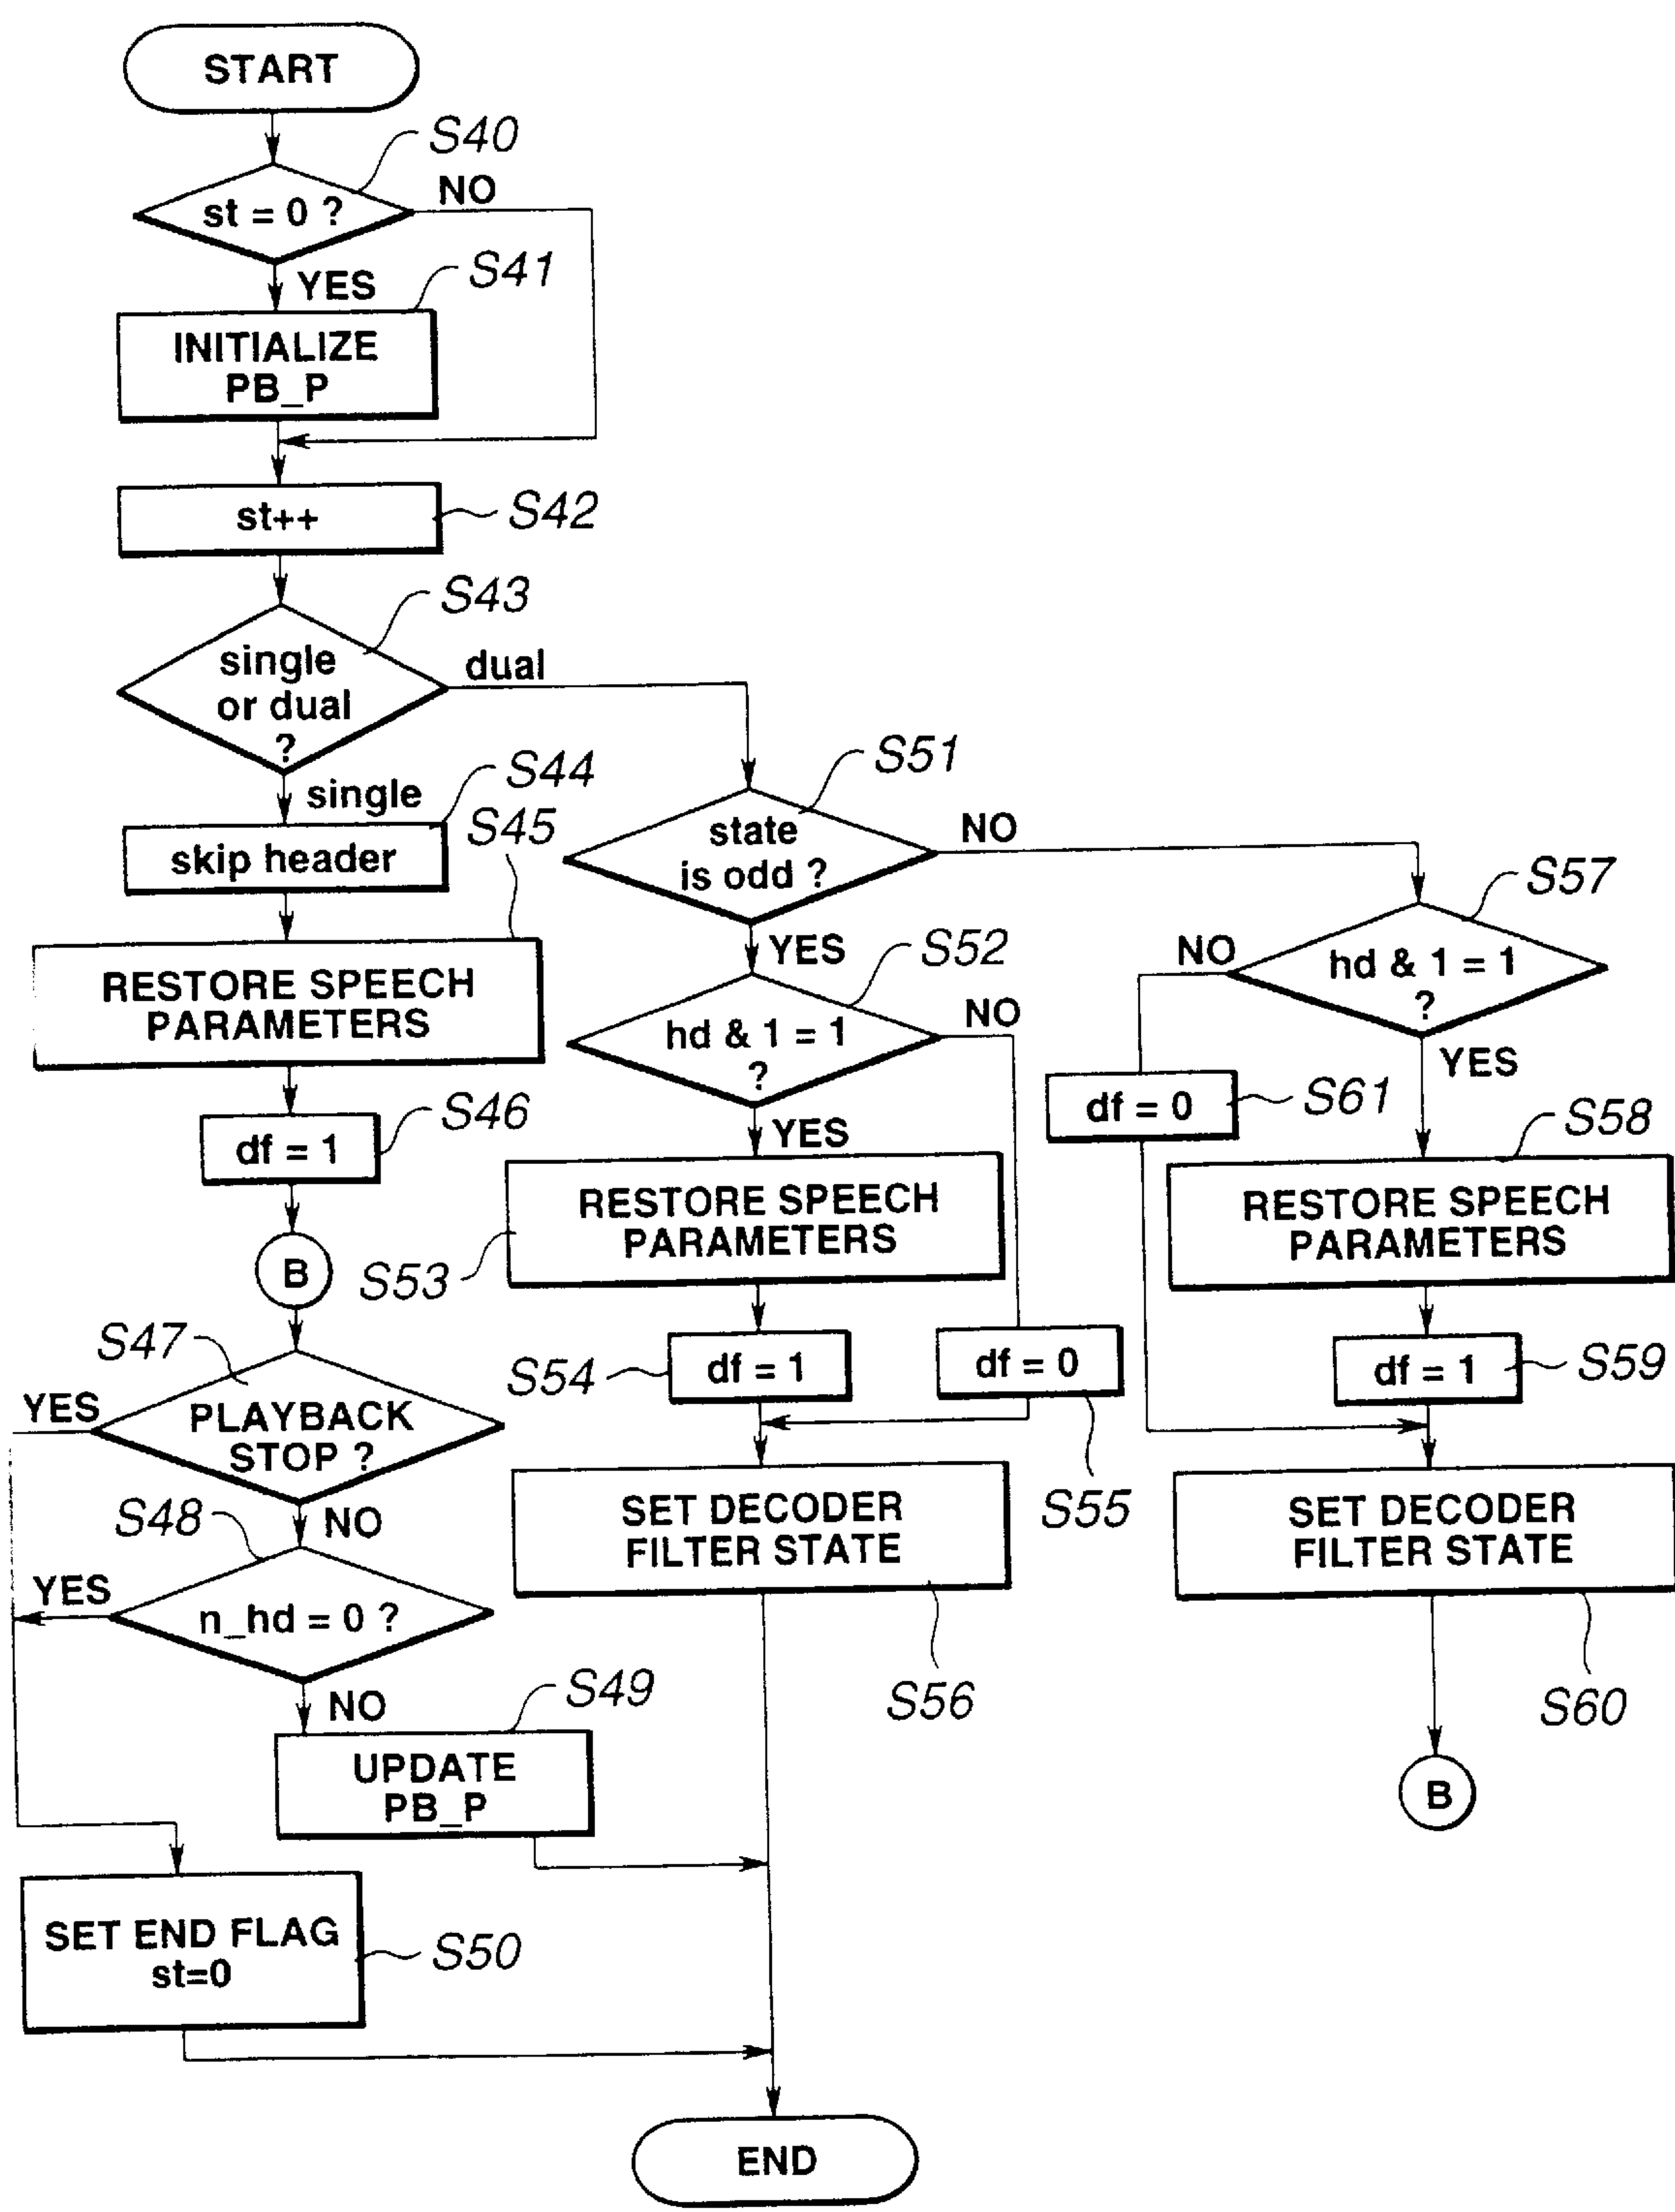 START
S40
st = 0 ?
NO
YES
S41
INITIALIZE
PB_P
st++
S42
S43
single
or dual
?
dual
single
S44
skip header
S45
RESTORE SPEECH
PARAMETERS
df = 1
S46
B
S47
YES
PLAYBACK
STOP ?
NO
S48
YES
n_hd = 0 ?
NO
S49
UPDATE
PB_P
SET END FLAG
st=0
S50
S51
state
is odd ?
NO
YES
S52
hd & 1 = 1
?
NO
YES
RESTORE SPEECH
PARAMETERS
S53
S54
df = 1
df = 0
S55
SET DECODER
FILTER STATE
S56
S57
NO
hd & 1 = 1
?
YES
df = 0
S61
S58
RESTORE SPEECH
PARAMETERS
df = 1
S59
SET DECODER
FILTER STATE
S60
B
END